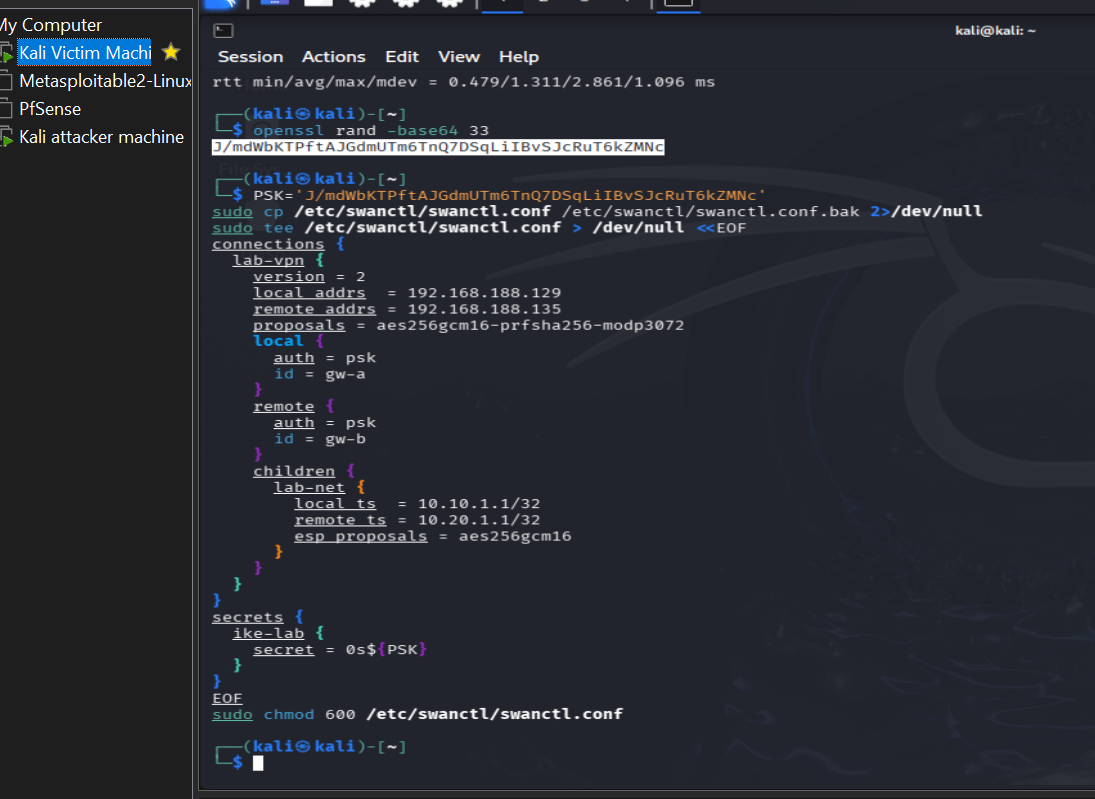 My Computer
Kali Victim Machi
Metasploitable2-Linux
PfSense
Kali attacker machine
kali@kali: ~
Session Actions Edit View Help
rtt min/avg/max/mdev = 0.479/1.311/2.861/1.096 ms
┌──(kali㉿kali)-[~]
└─$ openssl rand -base64 33
J/mdWbKTPftAJGdmUTm6TnQ7DSqLiIBvSJcRuT6kZMNc
┌──(kali㉿kali)-[~]
└─$ PSK='J/mdWbKTPftAJGdmUTm6TnQ7DSqLiIBvSJcRuT6kZMNc'
sudo cp /etc/swanctl/swanctl.conf /etc/swanctl/swanctl.conf.bak 2>/dev/null
sudo tee /etc/swanctl/swanctl.conf > /dev/null <<EOF
connections {
  lab-vpn {
    version = 2
    local_addrs  = 192.168.188.129
    remote_addrs = 192.168.188.135
    proposals = aes256gcm16-prfsha256-modp3072
    local {
      auth = psk
      id = gw-a
    }
    remote {
      auth = psk
      id = gw-b
    }
    children {
      lab-net {
        local_ts  = 10.10.1.1/32
        remote_ts = 10.20.1.1/32
        esp_proposals = aes256gcm16
      }
    }
  }
}
secrets {
  ike-lab {
    secret = 0s${PSK}
  }
}
EOF
sudo chmod 600 /etc/swanctl/swanctl.conf
┌──(kali㉿kali)-[~]
└─$